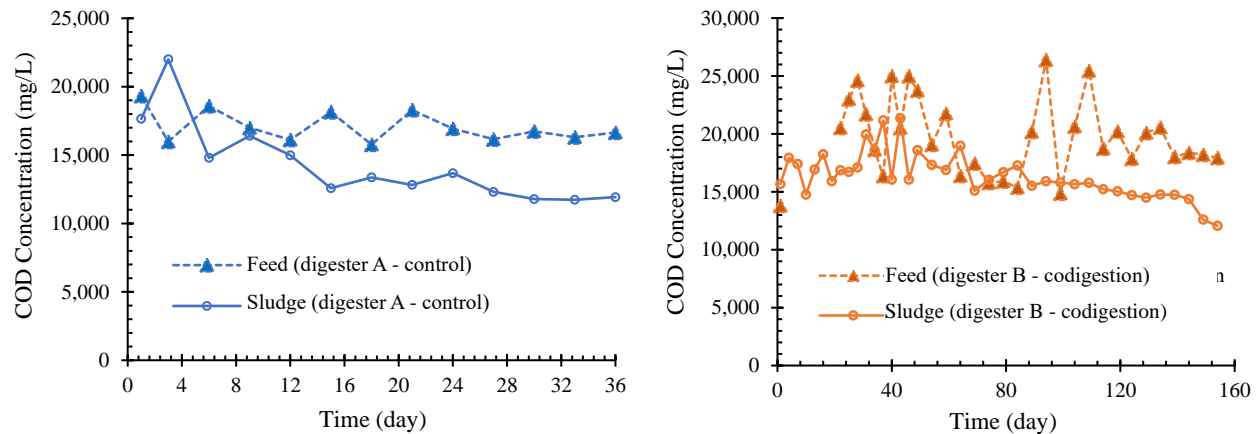 COD Concentration (mg/L)
25,000
20,000
15,000
10,000
5,000
0
0 4 8 12 16 20 24 28 32 36
Time (day)
Feed (digester A - control)
Sludge (digester A - control)
COD Concentration (mg/L)
30,000
25,000
20,000
15,000
10,000
5,000
0
0 40 80 120 160
Time (day)
Feed (digester B - codigestion) n
Sludge (digester B - codigestion)